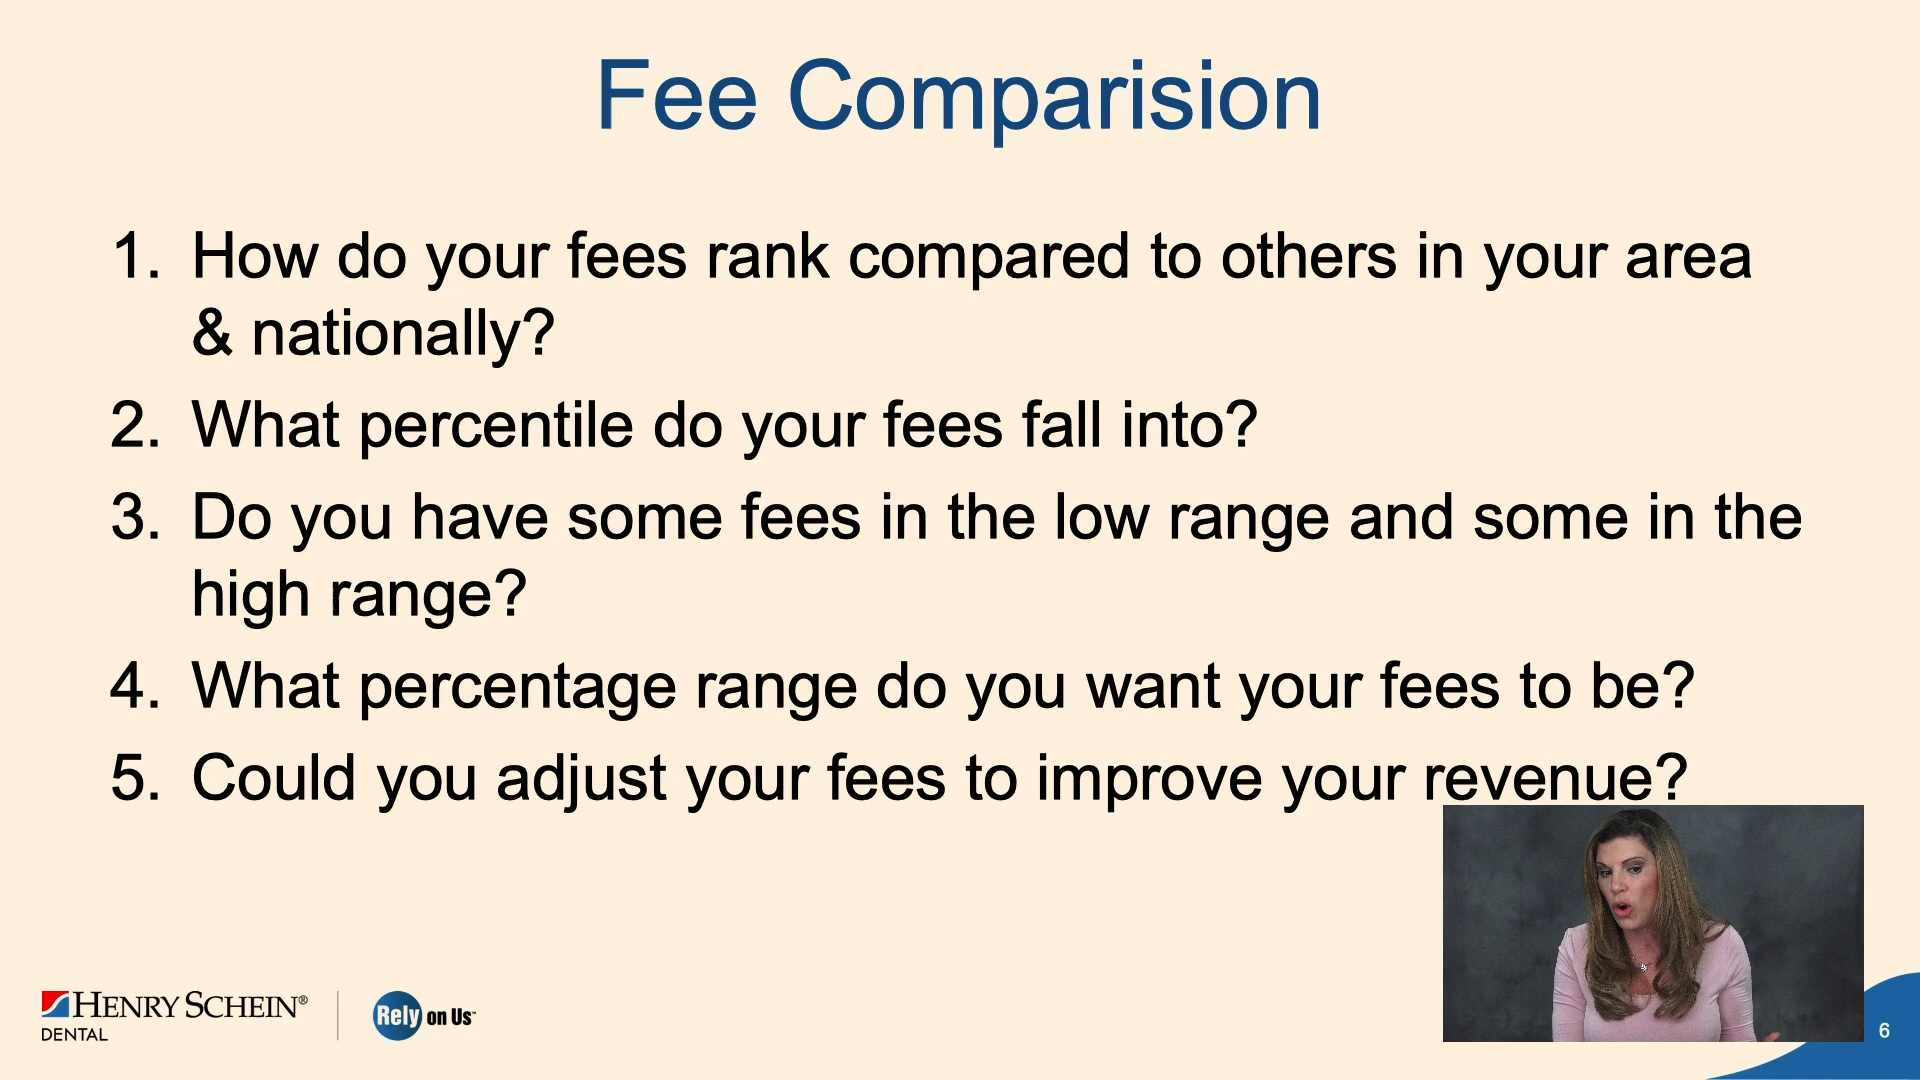 Fee Comparision
1. How do your fees rank compared to others in your area
& nationally?
2. What percentile do your fees fall into?
3. Do you have some fees in the low range and some in the
high range?
4. What percentage range do you want your fees to be?
5. Could you adjust your fees to improve your revenue?
HENRY SCHEIN®
DENTAL
Rely on Us™
6